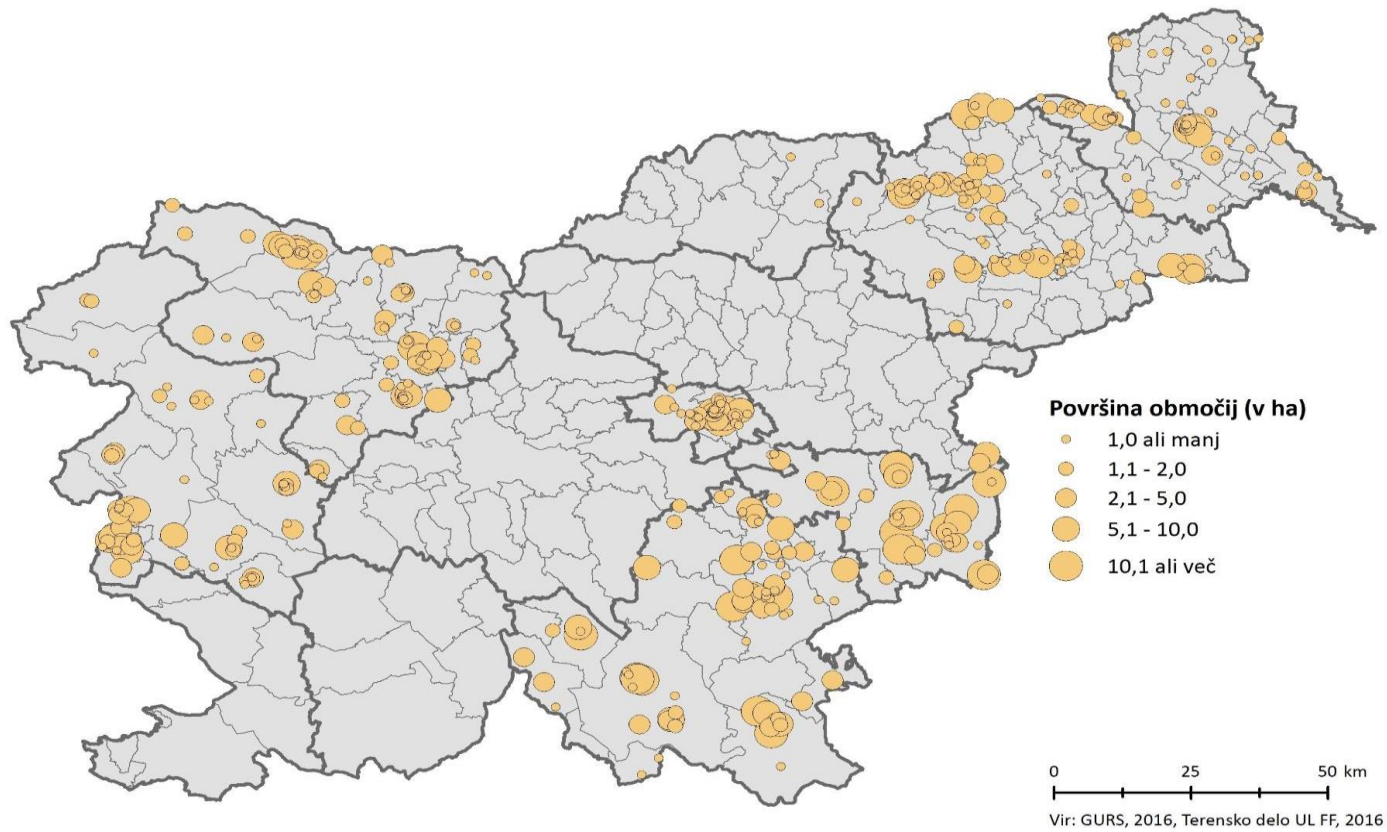 Površina območij (v ha)
1,0 ali manj
1,1 - 2,0
2,1 - 5,0
5,1 - 10,0
10,1 ali več
0 25 50 km
Vir: GURS, 2016, Terensko delo UL FF, 2016